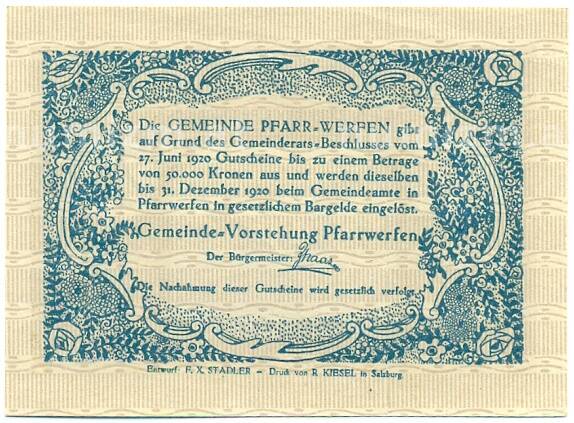 Die GEMEINDE PFARR-WERFEN gibt
auf Grund des Gemeinderats-Beschlusses vom
27. Juni 1920 Gutscheine bis zu einem Betrage
von 50.000 Kronen aus und werden dieselben
bis 31. Dezember 1920 beim Gemeindeamte in
Pfarrwerfen in gesetzlichem Bargelde eingelöst.
Gemeinde-Vorstehung Pfarrwerfen
Der Bürgermeister: JHaas
Die Nachahmung dieser Gutscheine wird gesetzlich verfolgt.
Entwurf F. X. STADLER – Druck von R. KIESEL in Salzburg.